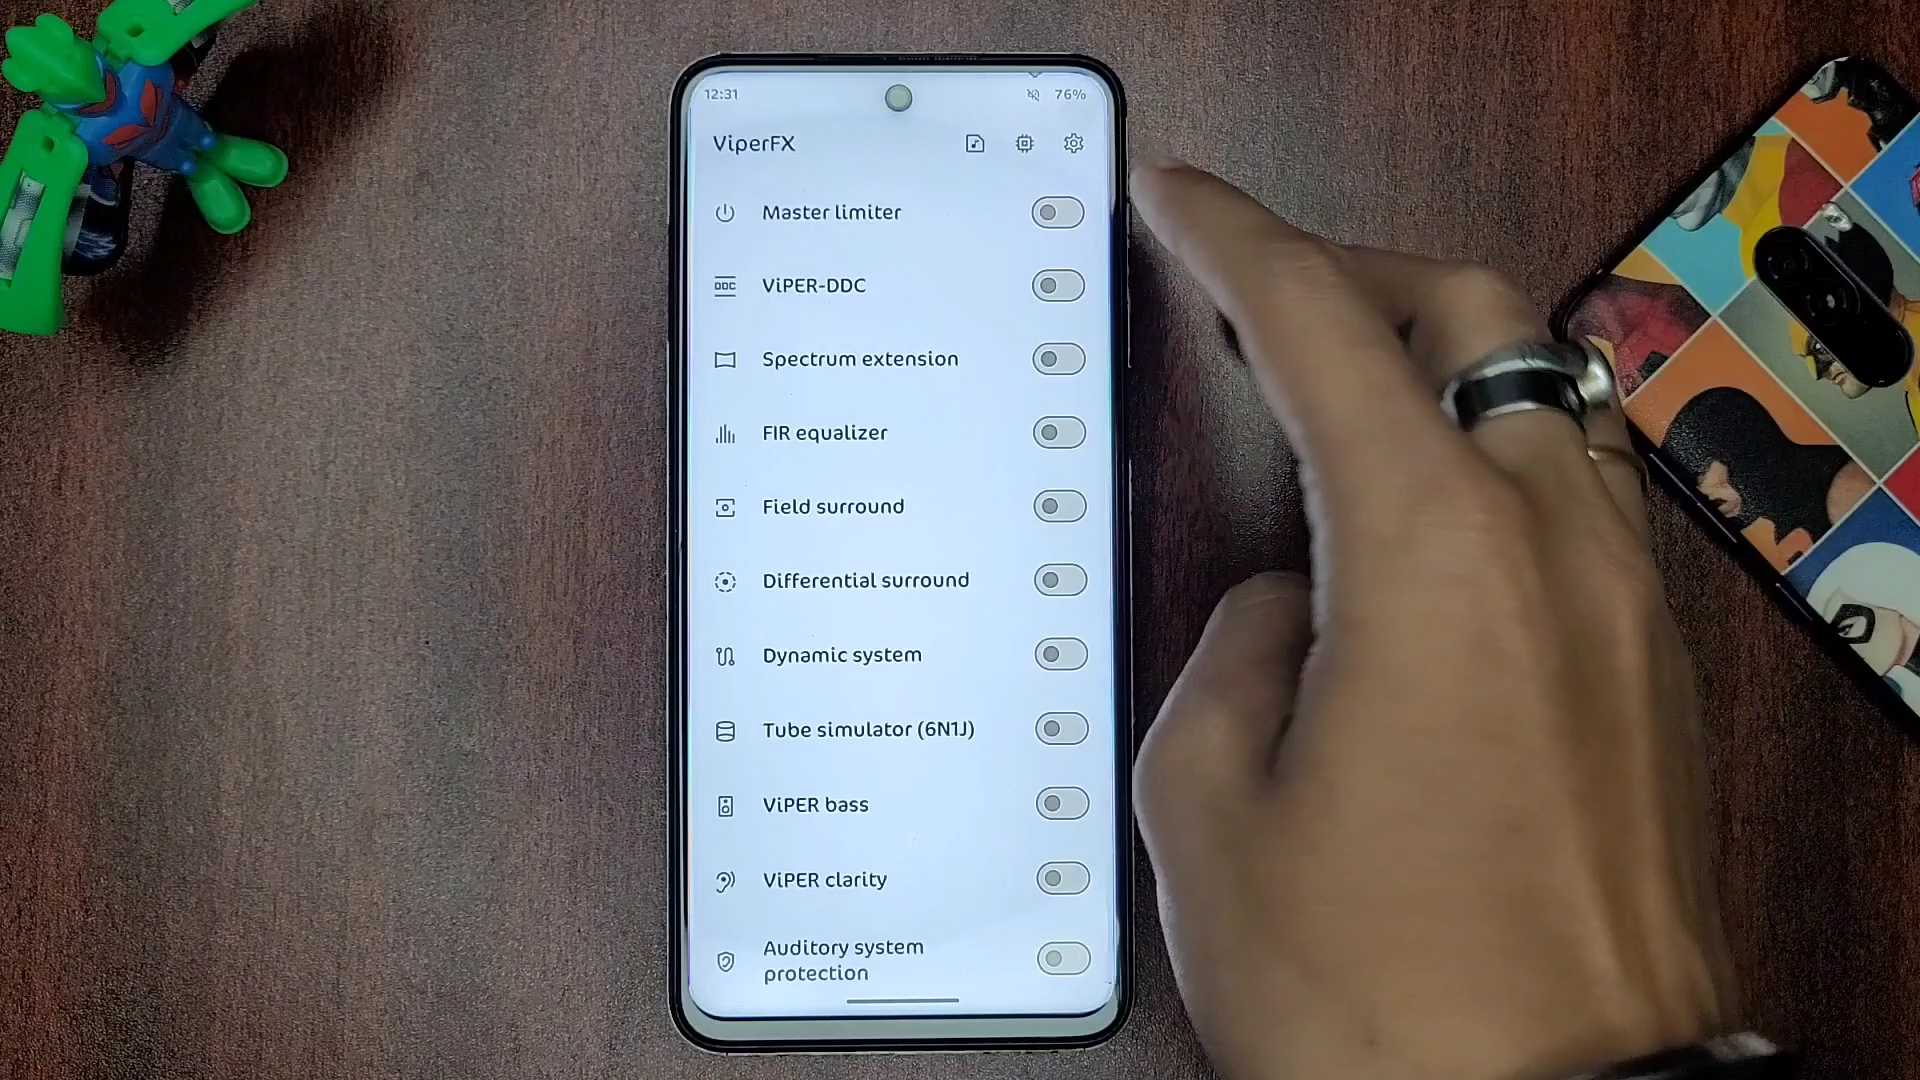 12:31
76%
ViperFX
Master limiter
DDC
ViPER-DDC
Spectrum extension
FIR equalizer
Field surround
Differential surround
Dynamic system
Tube simulator (6N1J)
ViPER bass
ViPER clarity
Auditory system
protection